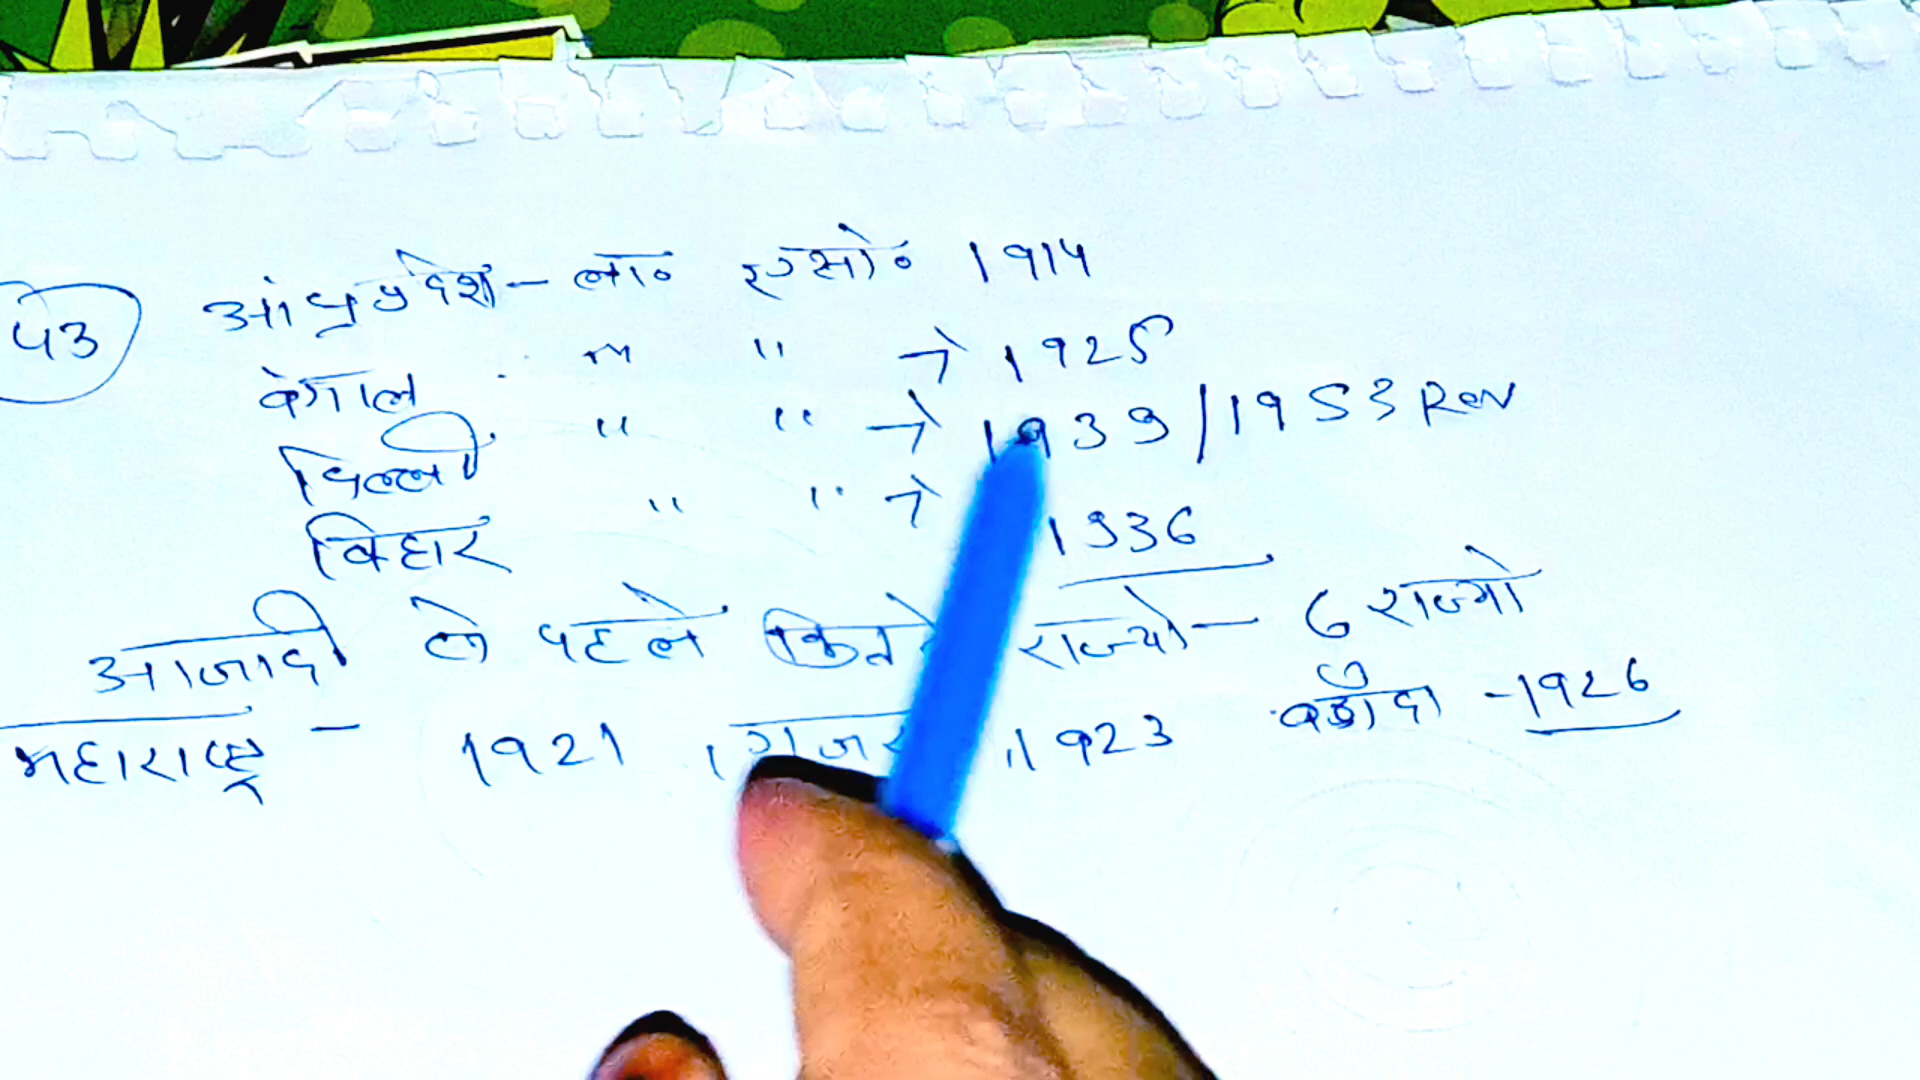 43 आंध्रप्रदेश - ला० एसो० 1914
बंगाल " " → 1925
दिल्ली " " → 1939/1953 Rev
बिहार " " → 1936
आजादी से पहले कितने राज्यो - 6 राज्यो
महाराष्ट्र - 1921, गुजरात 1923 बड़ौदा - 1926